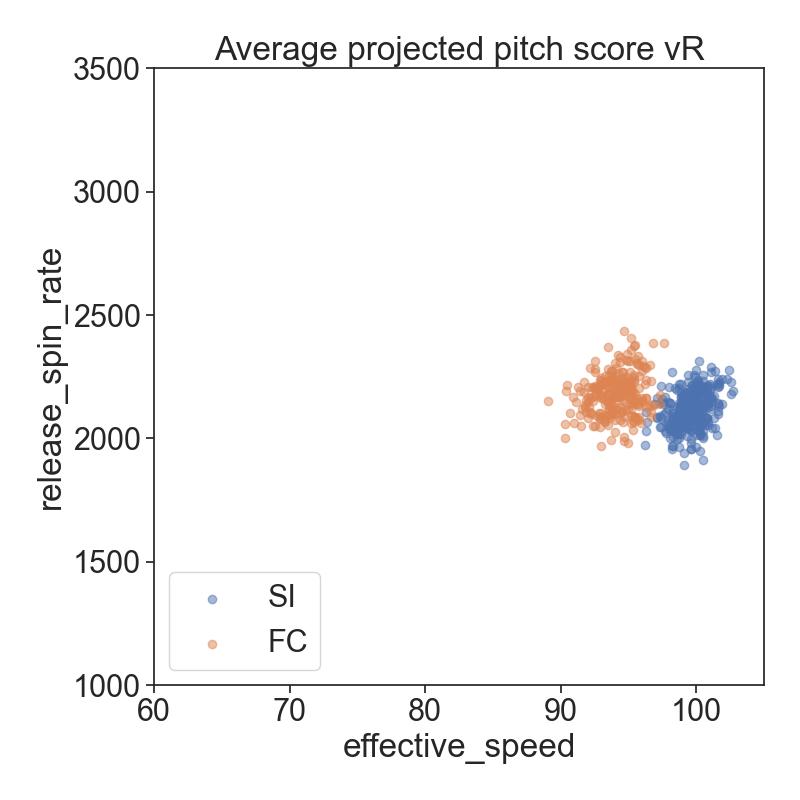 Average projected pitch score vR
3500
3000
2500
2000
1500
1000
release_spin_rate
SI
FC
60 70 80 90 100
effective_speed